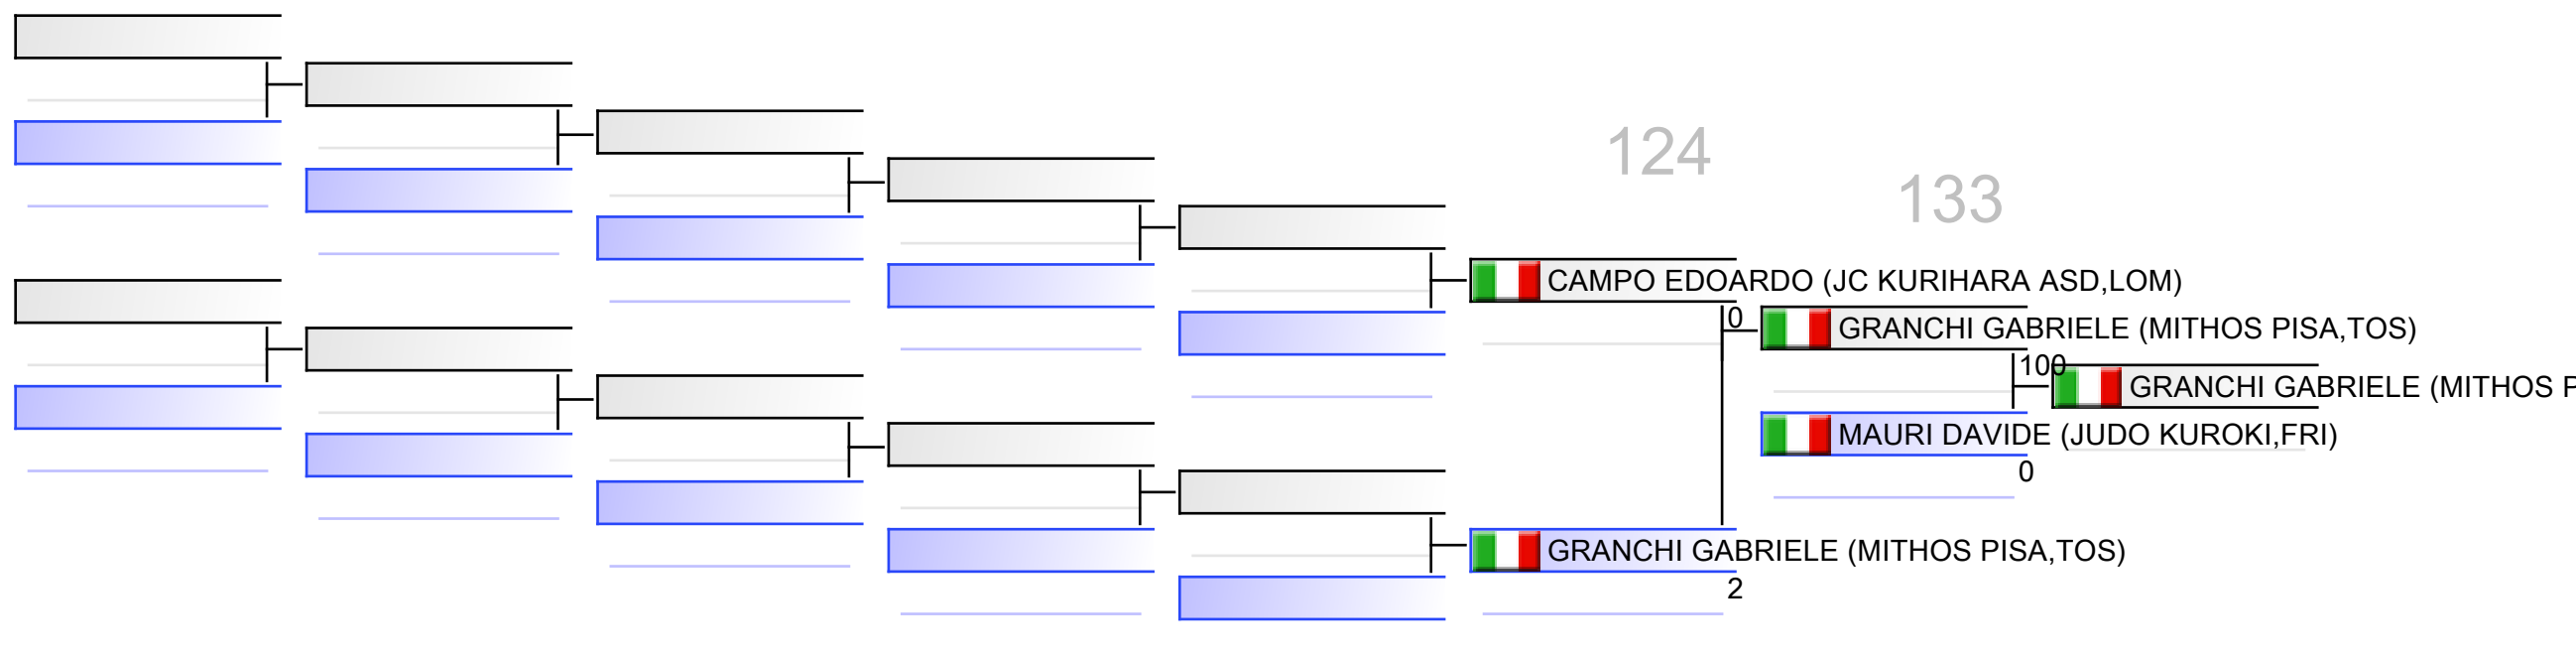 124
133
CAMPO EDOARDO (JC KURIHARA ASD,LOM)
0
GRANCHI GABRIELE (MITHOS PISA,TOS)
100
GRANCHI GABRIELE (MITHOS
MAURI DAVIDE (JUDO KUROKI,FRI)
0
GRANCHI GABRIELE (MITHOS PISA,TOS)
2